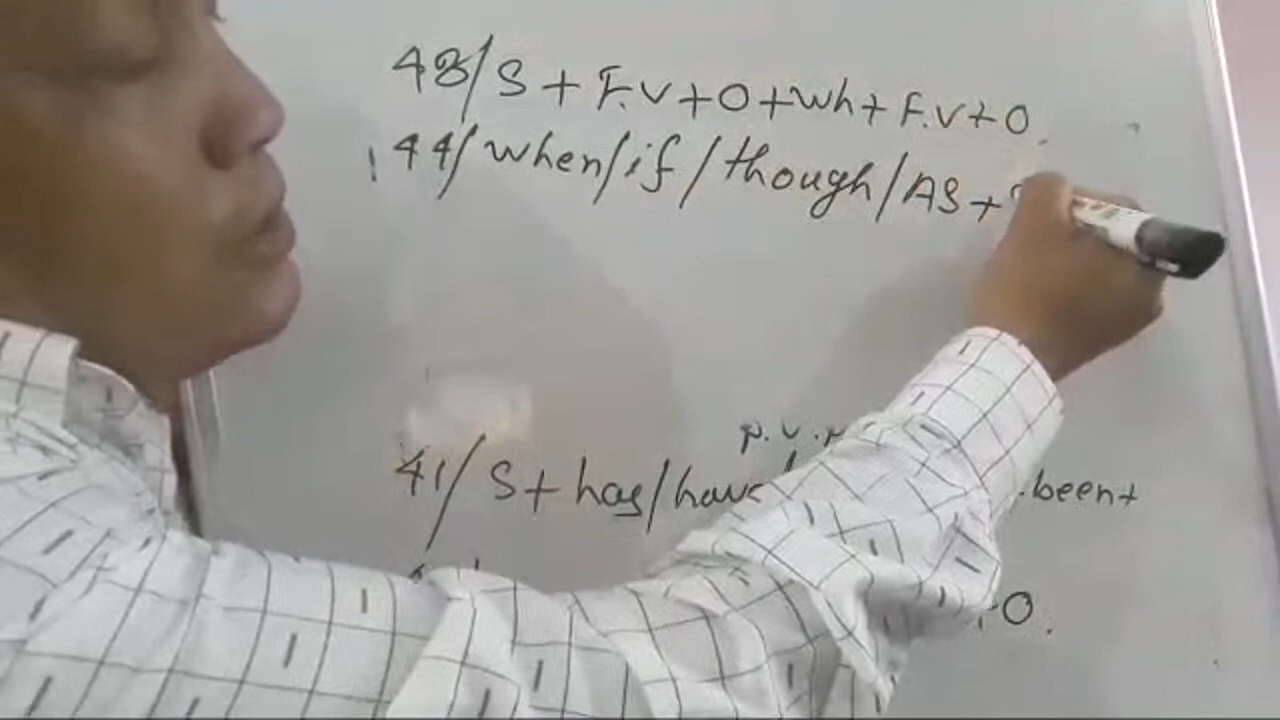 48/ S + F.V + O + Wh + F.V + O.
44/ when/if/though/AS +
P.V.
41/ S + has/have been +
O.